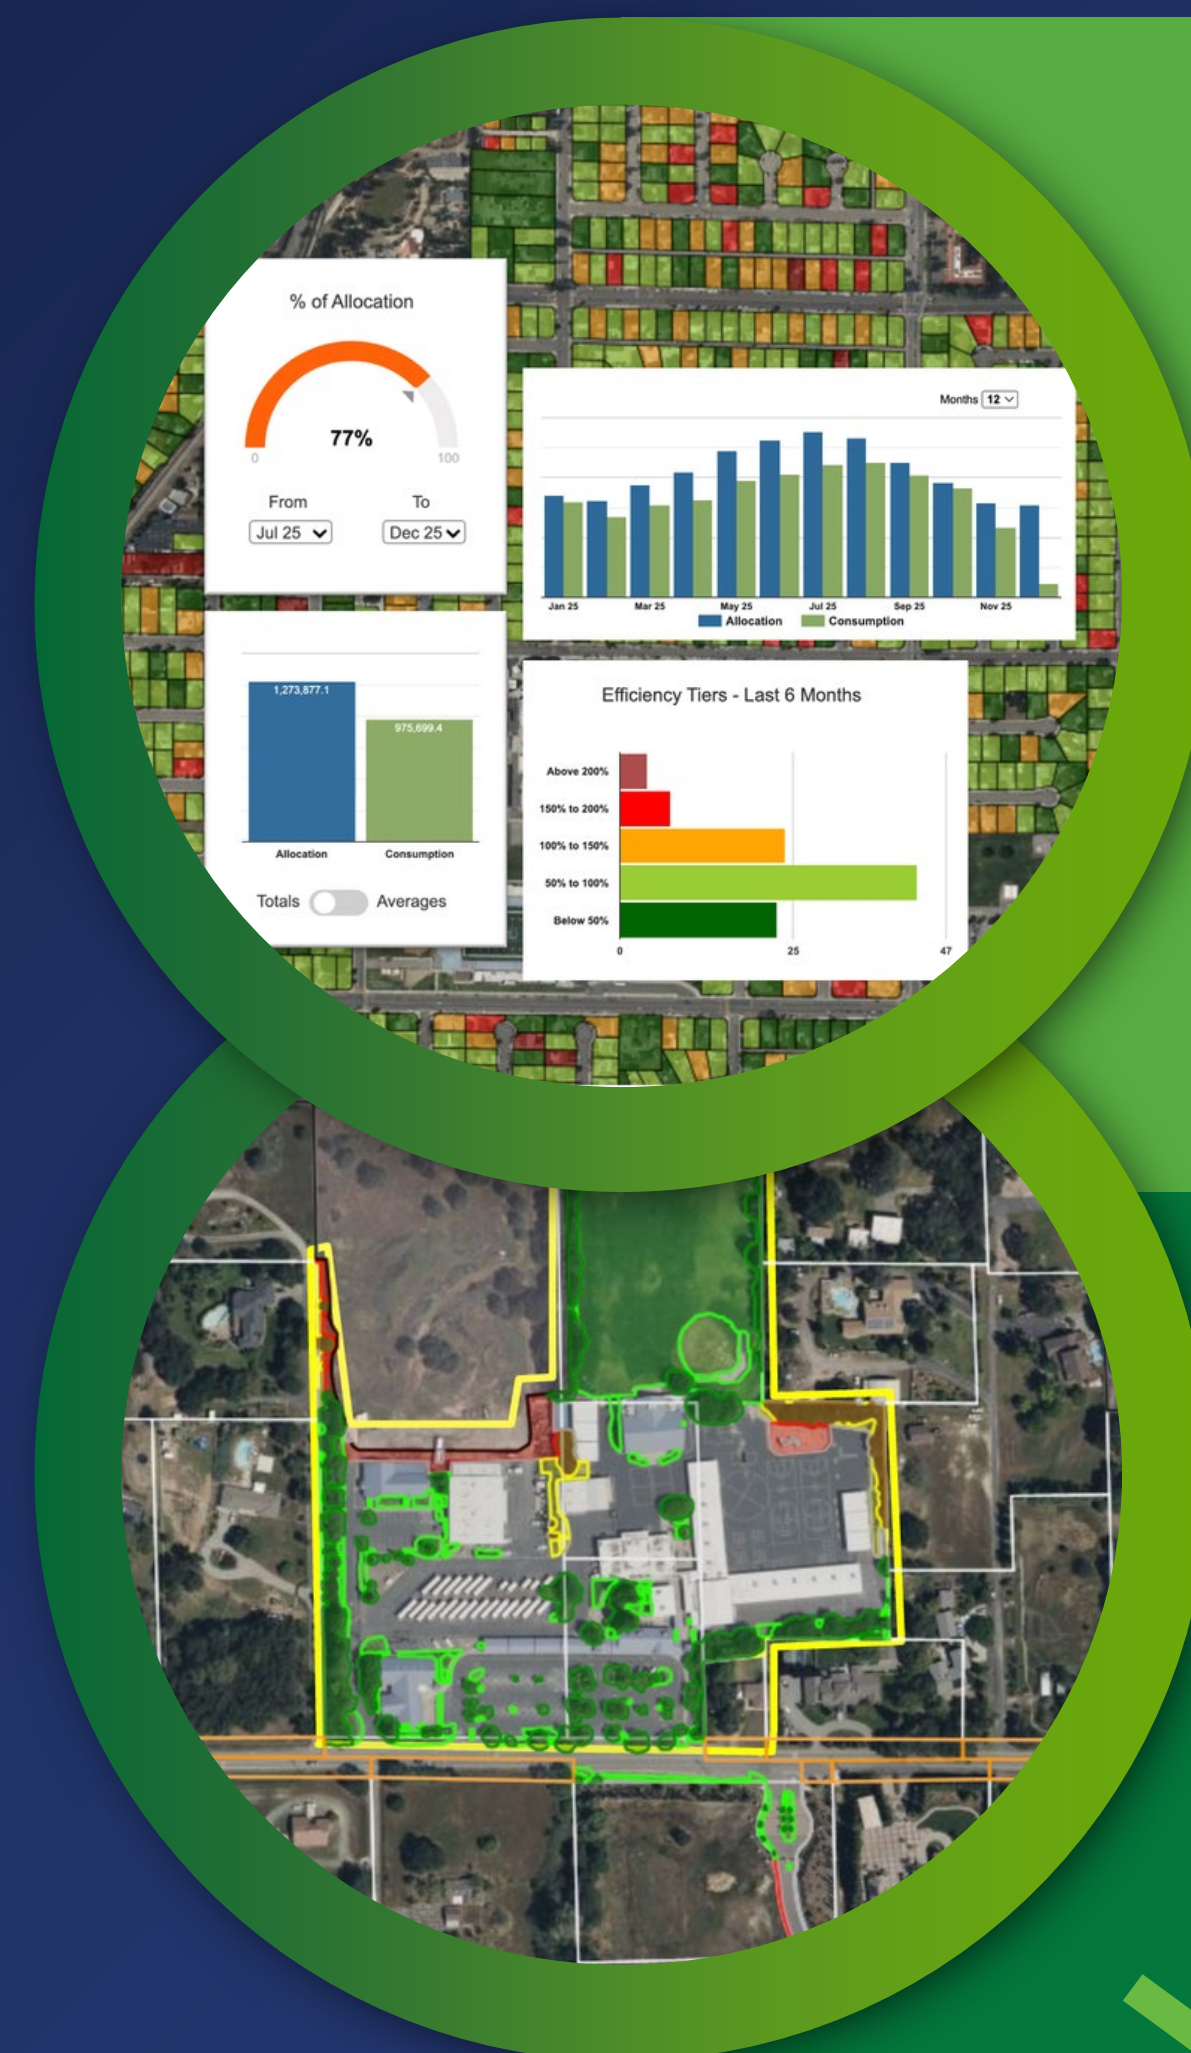 % of Allocation
77%
0 100
From To
Jul 25 Dec 25
Months 12
Jan 25 Mar 25 May 25 Jul 25 Sep 25 Nov 25
Allocation Consumption
1,273,877.1
975,699.4
Allocation Consumption
Totals Averages
Efficiency Tiers - Last 6 Months
Above 200%
150% to 200%
100% to 150%
50% to 100%
Below 50%
0 25 47